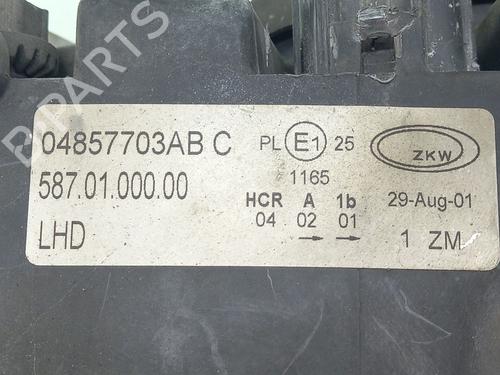 BPARTS
04857703AB C PL E1 25 ZKW
587.01.000.00 1165
HCR A 1b 29-Aug-01
LHD 04 02 01 1 ZM
→ →